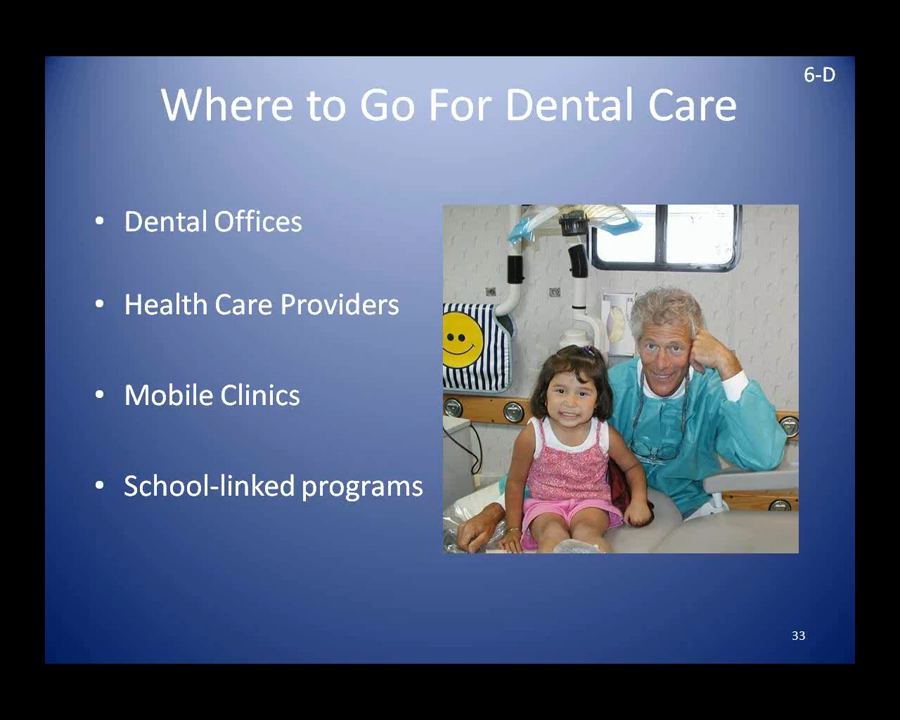 6-D
Where to Go For Dental Care
• Dental Offices
• Health Care Providers
• Mobile Clinics
• School-linked programs
33